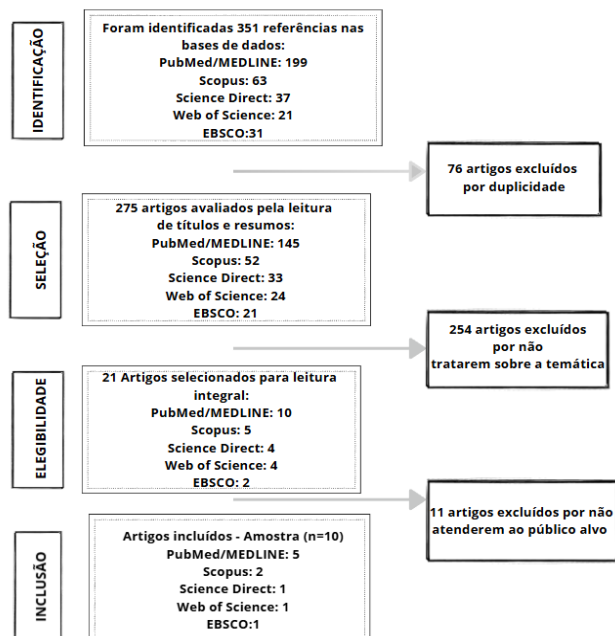 IDENTIFICAÇÃO
Foram identificadas 351 referências nas
bases de dados:
PubMed/MEDLINE: 199
Scopus: 63
Science Direct: 37
Web of Science: 21
EBSCO:31
76 artigos excluídos
por duplicidade
SELEÇÃO
275 artigos avaliados pela leitura
de títulos e resumos:
PubMed/MEDLINE: 145
Scopus: 52
Science Direct: 33
Web of Science: 24
EBSCO: 21
254 artigos excluídos
por não
tratarem sobre a temática
ELEGIBILIDADE
21 Artigos selecionados para leitura
integral:
PubMed/MEDLINE: 10
Scopus: 5
Science Direct: 4
Web of Science: 4
EBSCO: 2
11 artigos excluídos por não
atenderem ao público alvo
INCLUSÃO
Artigos incluídos - Amostra (n=10)
PubMed/MEDLINE: 5
Scopus: 2
Science Direct: 1
Web of Science: 1
EBSCO:1